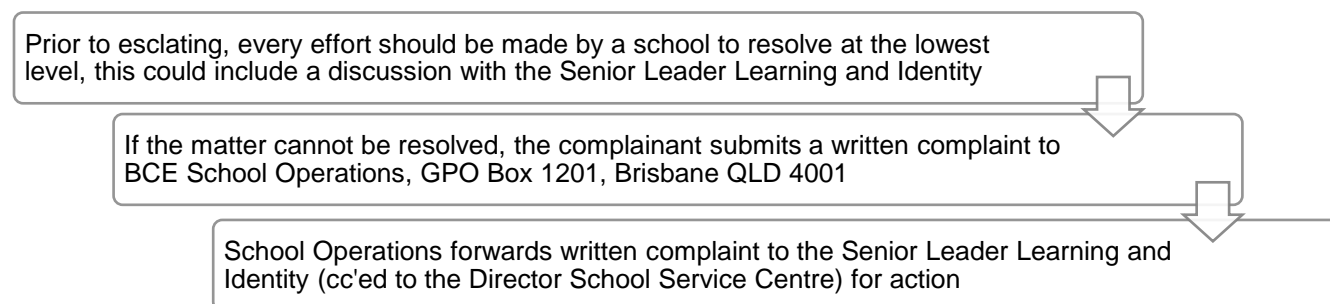 Prior to esclating, every effort should be made by a school to resolve at the lowest
level, this could include a discussion with the Senior Leader Learning and Identity
If the matter cannot be resolved, the complainant submits a written complaint to
BCE School Operations, GPO Box 1201, Brisbane QLD 4001
School Operations forwards written complaint to the Senior Leader Learning and
Identity (cc'ed to the Director School Service Centre) for action